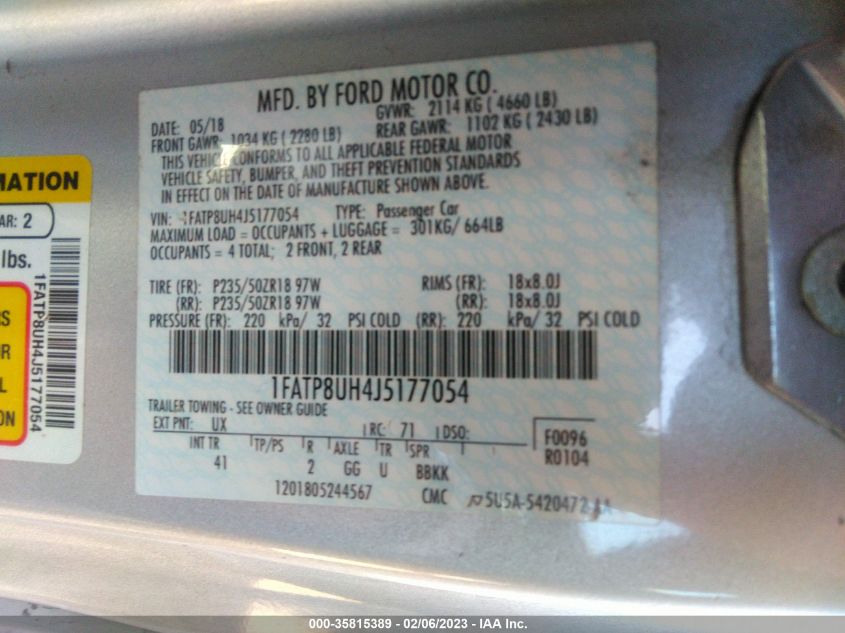 MFD. BY FORD MOTOR CO.
DATE: 05/18 GVWR: 2114 KG ( 4660 LB)
FRONT GAWR: 1034 KG ( 2280 LB) REAR GAWR: 1102 KG ( 2430 LB)
THIS VEHICLE CONFORMS TO ALL APPLICABLE FEDERAL MOTOR
VEHICLE SAFETY, BUMPER, AND THEFT PREVENTION STANDARDS
IN EFFECT ON THE DATE OF MANUFACTURE SHOWN ABOVE.
VIN: 1FATP8UH4J5177054 TYPE: Passenger Car
MAXIMUM LOAD = OCCUPANTS + LUGGAGE = 301KG/ 664LB
OCCUPANTS = 4 TOTAL; 2 FRONT, 2 REAR
TIRE (FR): P235/50ZR18 97W RIMS (FR): 18x8.0J
(RR): P235/50ZR18 97W (RR): 18x8.0J
PRESSURE (FR): 220 kPa/ 32 PSI COLD (RR): 220 kPa/ 32 PSI COLD
1FATP8UH4J5177054
TRAILER TOWING - SEE OWNER GUIDE
EXT PNT: UX RC: 71 DSO: F0096
INT TR TP/PS R AXLE TR SPR R0104
41 2 GG U BBKK
1201805244567 CMC 5U5A-5420472-AA
MATION
AR: 2
lbs.
RS
R
L
ON
1FATP8UH4J5177054
000-35815389 - 02/06/2023 - IAA Inc.